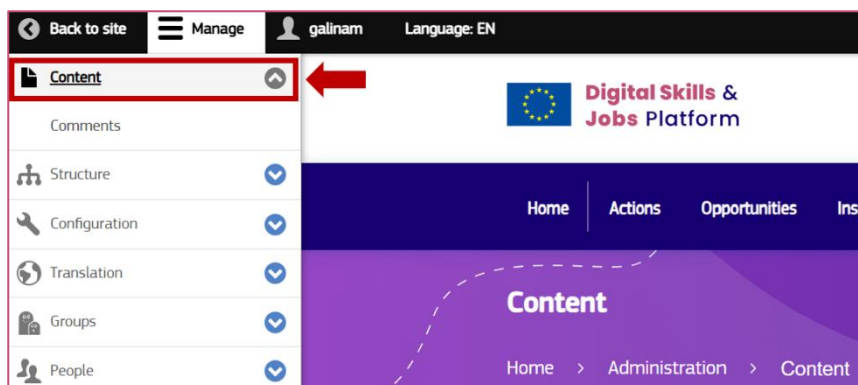 Back to site Manage galinam Language: EN
Content
Comments
Structure
Configuration
Translation
Groups
People
Digital Skills &
Jobs Platform
Home Actions Opportunities Ins
Content
Home > Administration > Content